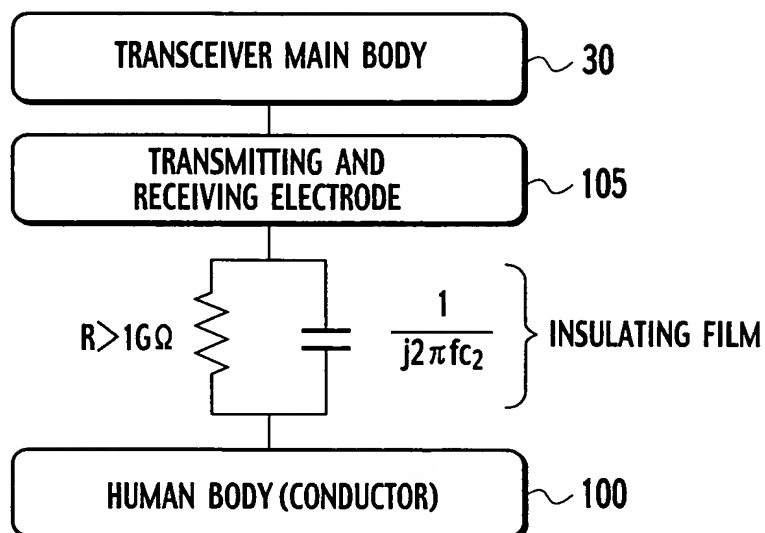 TRANSCEIVER MAIN BODY
30
TRANSMITTING AND
RECEIVING ELECTRODE
105
R>1GΩ
1
j2πfc₂
INSULATING FILM
HUMAN BODY (CONDUCTOR)
100